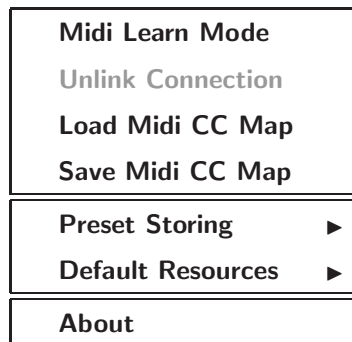 Midi Learn Mode
Unlink Connection
Load Midi CC Map
Save Midi CC Map
Preset Storing ▶
Default Resources ▶
About